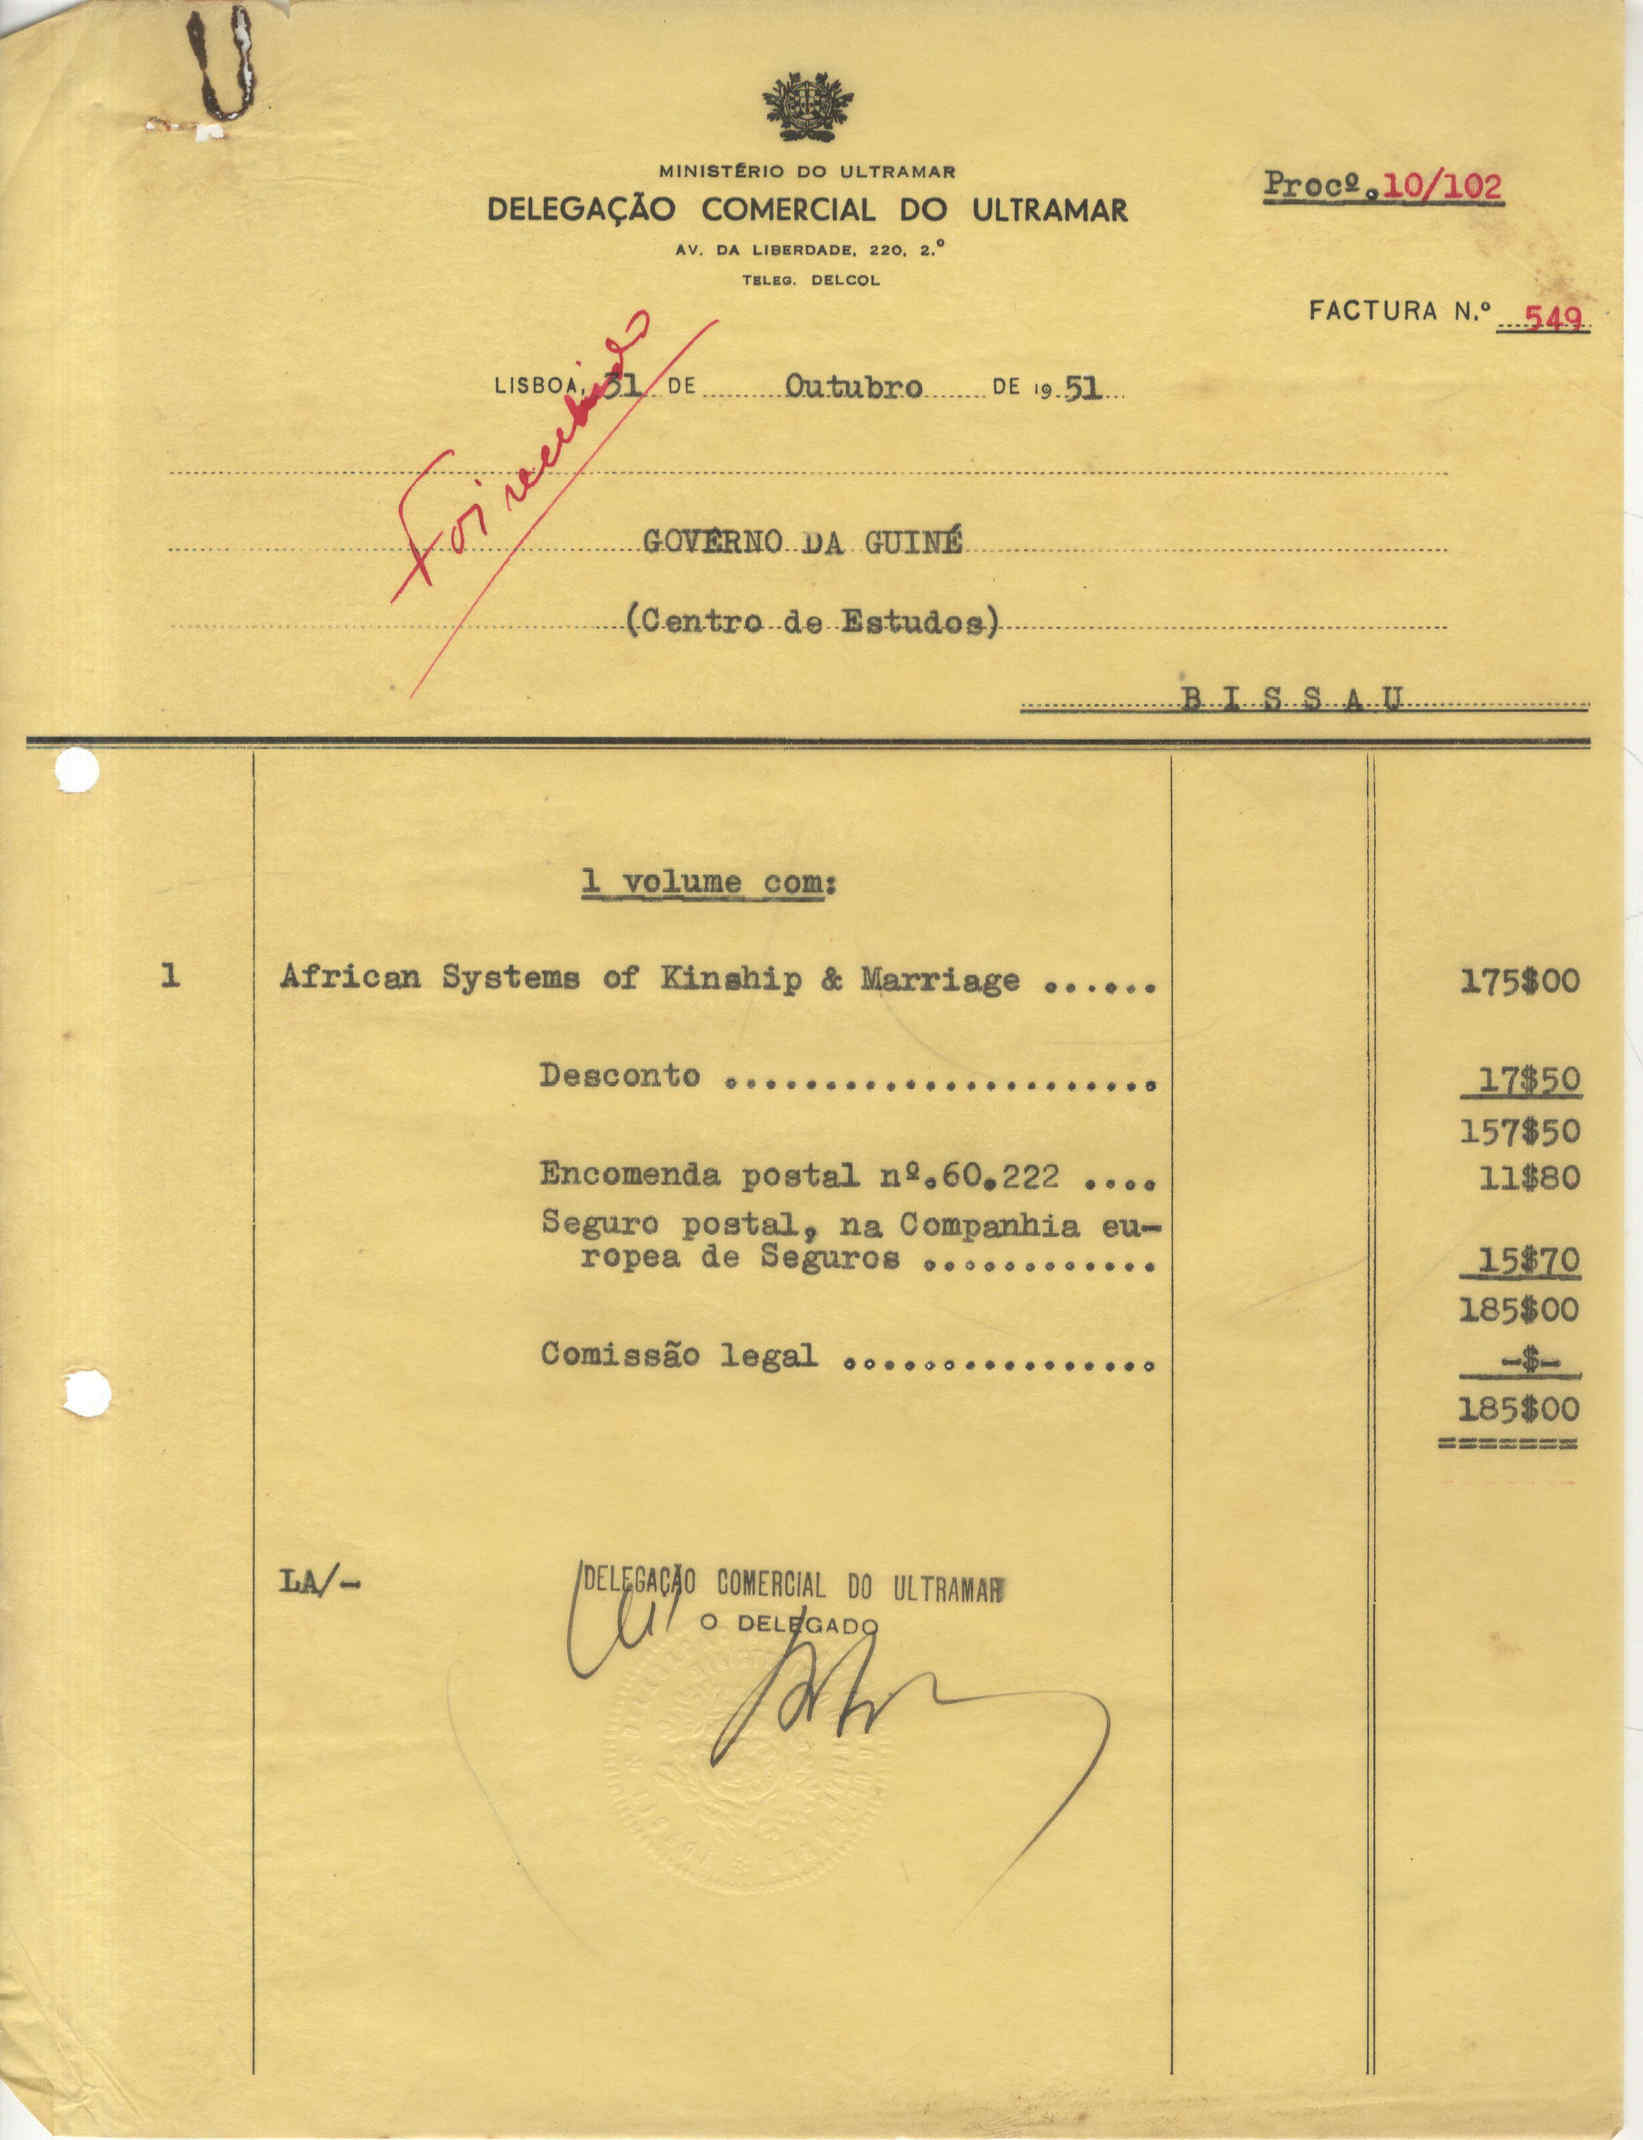 MINISTÉRIO DO ULTRAMAR
DELEGAÇÃO COMERCIAL DO ULTRAMAR
AV. DA LIBERDADE, 220, 2.º
TELEG. DELCOL
Procº.10/102
FACTURA N.º 549
LISBOA, 31 DE Outubro DE 1951
Foi recebido
GOVERNO DA GUINÉ
(Centro de Estudos)
B I S S A U
1 volume com:
1 African Systems of Kinship & Marriage ...... 175$00
Desconto ...................... 17$50
157$50
Encomenda postal nº.60.222 .... 11$80
Seguro postal, na Companhia eu-
ropea de Seguros ............ 15$70
185$00
Comissão legal ................ -$-
185$00
=======
LA/-
DELEGAÇÃO COMERCIAL DO ULTRAMAR
O DELEGADO